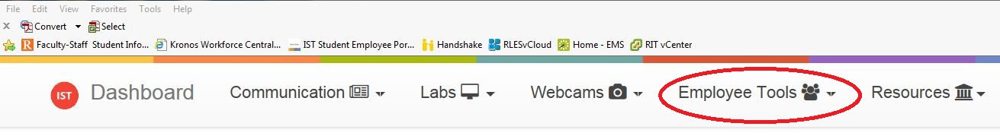 File Edit View Favorites Tools Help
x Convert Select
Faculty-Staff Student Info... Kronos Workforce Central... IST Student Employee Por... Handshake RLESvCloud Home - EMS RIT vCenter
IST Dashboard Communication Labs Webcams Employee Tools Resources